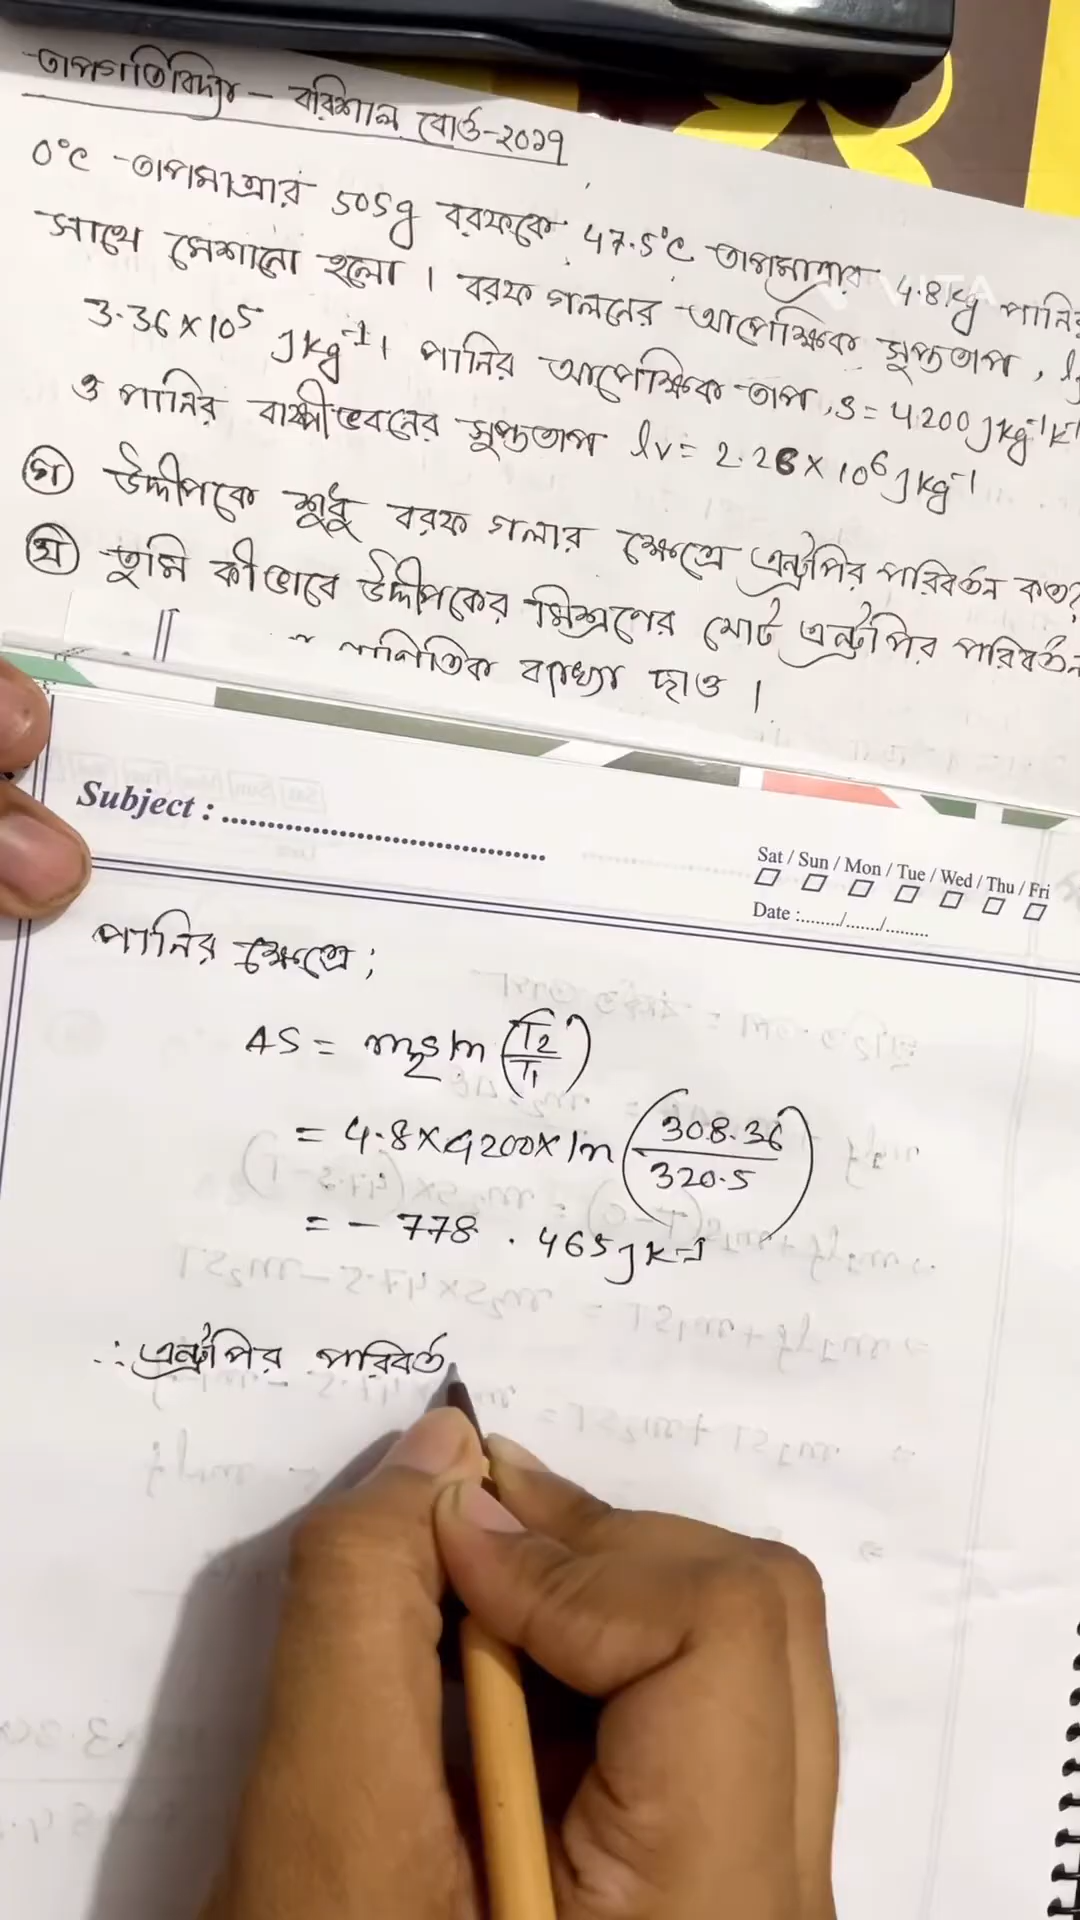 তাপগতিবিদ্যা - বরিশাল বোর্ড-২০১৭
0°C তাপমাত্রার 505g বরফকে 47.5°C তাপমাত্রার 4.8kg পানির
সাথে মেশানো হলো। বরফ গলনের আপেক্ষিক সুপ্ততাপ,
3.36×10⁵ Jkg⁻¹। পানির আপেক্ষিক তাপ, S = 4200 Jkg⁻¹K⁻¹
ও পানির বাষ্পীভবনের সুপ্ততাপ lv = 2.26×10⁶ Jkg⁻¹
(গ) উদ্দীপকে শুধু বরফ গলার ক্ষেত্রে এন্ট্রপির পরিবর্তন কত?
(ঘ) তুমি কীভাবে উদ্দীপকের মিশ্রণের মোট এন্ট্রপির পরিবর্তন
গাণিতিক ব্যাখ্যা দাও।
Subject :
Sat / Sun / Mon / Tue / Wed / Thu / Fri
Date :......../......./.........
পানির ক্ষেত্রে;
ΔS = m₂s ln (T₂/T₁)
= 4.8×4200× ln (308.36/320.5)
= - 778.465 Jk⁻¹
∴ এন্ট্রপির পরিবর্ত